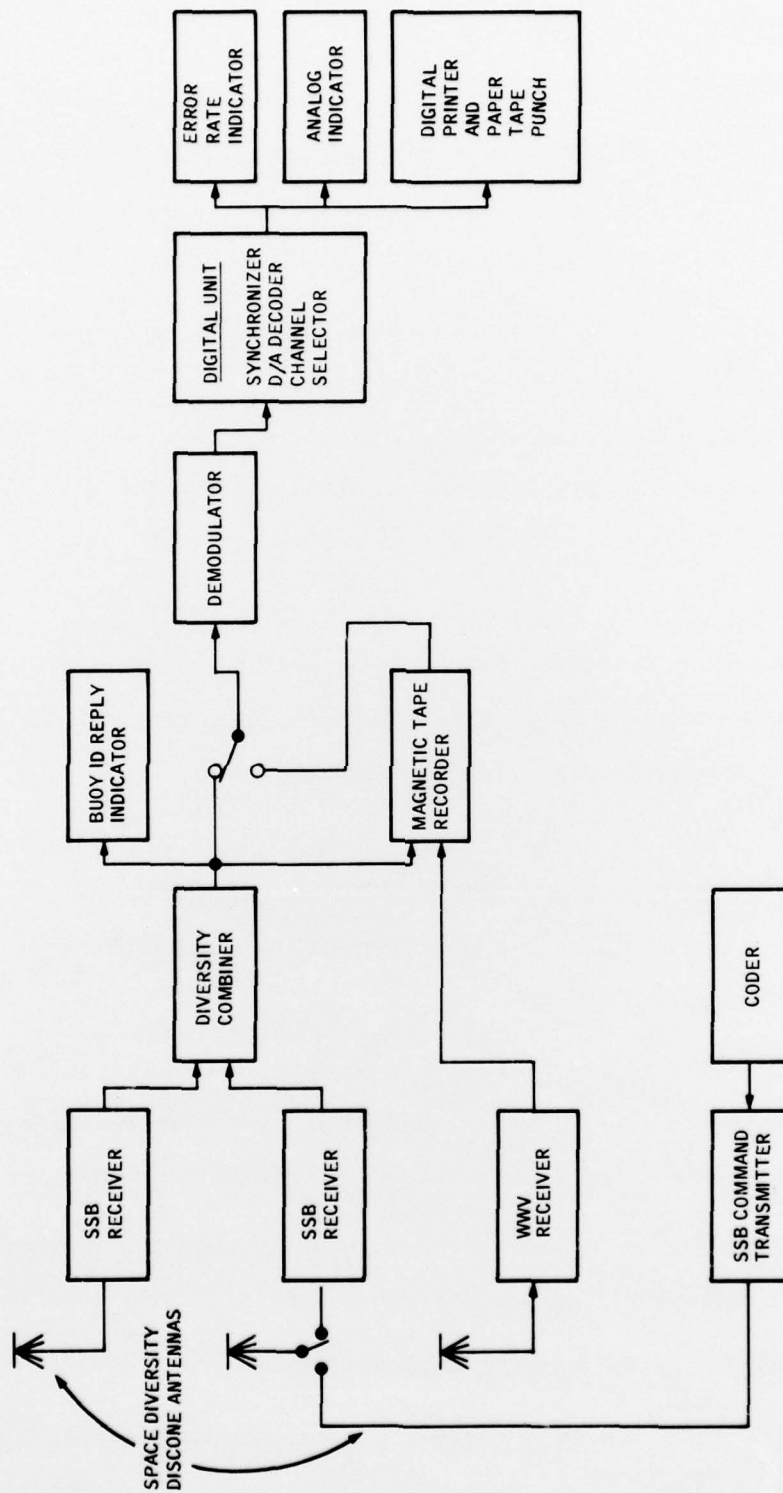 SPACE DIVERSITY
DISCONE ANTENNAS
SSB
RECEIVER
SSB
RECEIVER
WWV
RECEIVER
SSB COMMAND
TRANSMITTER
CODER
DIVERSITY
COMBINER
BUOY ID REPLY
INDICATOR
MAGNETIC TAPE
RECORDER
DEMODULATOR
DIGITAL UNIT
SYNCHRONIZER
D/A DECODER
CHANNEL
SELECTOR
ERROR
RATE
INDICATOR
ANALOG
INDICATOR
DIGITAL
PRINTER
AND
PAPER
TAPE
PUNCH